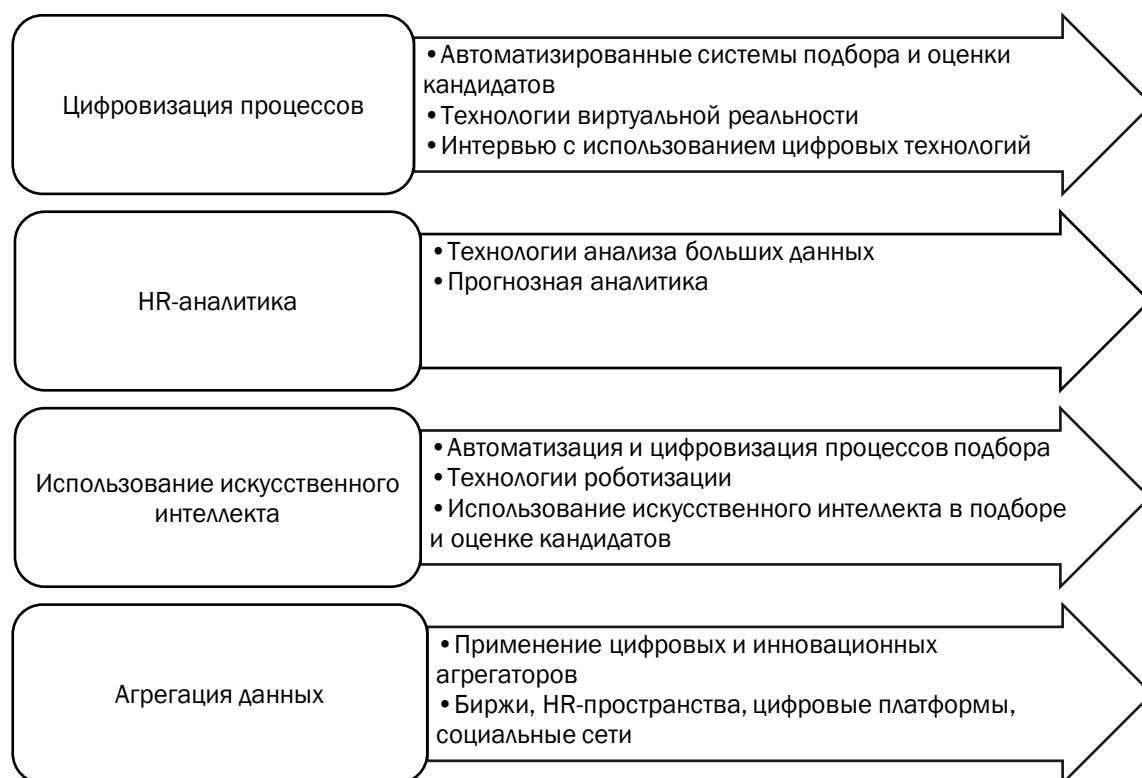 Цифровизация процессов
•Автоматизированные системы подбора и оценки
кандидатов
•Технологии виртуальной реальности
•Интервью с использованием цифровых технологий
HR-аналитика
•Технологии анализа больших данных
•Прогнозная аналитика
Использование искусственного
интеллекта
•Автоматизация и цифровизация процессов подбора
•Технологии роботизации
•Использование искусственного интеллекта в подборе
и оценке кандидатов
Агрегация данных
•Применение цифровых и инновационных
агрегаторов
•Биржи, HR-пространства, цифровые платформы,
социальные сети